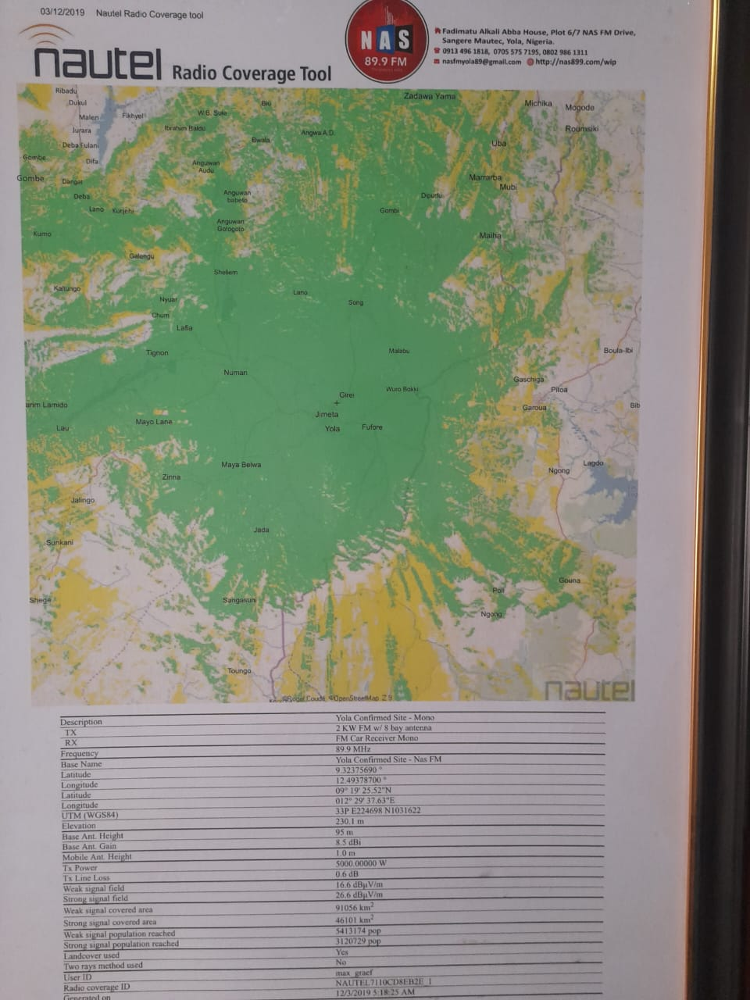 03/12/2019 Nautel Radio Coverage tool
NAS
89.9 FM
Fadimatu Alkali Abba House, Plot 6/7 NAS FM Drive,
Sangere Mautec, Yola, Nigeria.
0913 496 1818, 0705 575 7195, 0802 986 1311
nasfmyola89@gmail.com http://nas899.com/wip
nautel Radio Coverage Tool
Ribadu
Dukul
Biu
Zadawa Yama
Michika
Mogode
Maleri
Fikhyel
W.B. Sule
Jurara
Ibrahim Baldu
Bwala
Angwa A.D.
Roumsiki
Deba Fulani
Uba
Gombe
Difa
Anguwan
Audu
Gombe
Dangar
Marrarba
Mubi
Deba
Anguwan
babelo
Dipudu
Lano
Kurjehi
Gombi
Anguwan
Gologolo
Kumo
Maiha
Galengu
Shellem
Kaltungo
Lano
Nyuar
Song
Chum
Lafia
Tignon
Malabu
Boula-Ibi
Numan
Gaschiga
Wuro Bokki
Pitoa
Girei
arim Lamido
Garoua
Bib
Jimeta
Mayo Lane
Lau
Yola
Fufore
Maya Belwa
Lagdo
Ngong
Zinna
Jalingo
Jada
Sunkani
Gouna
Poli
Shege
Sangasuni
Ngong
Toungo
nautel
©Roger Coudé, ©OpenStreetMap Z 9
Description Yola Confirmed Site - Mono
TX 2 KW FM w/ 8 bay antenna
RX FM Car Receiver Mono
Frequency 89.9 MHz
Base Name Yola Confirmed Site - Nas FM
Latitude 9.32375690 °
Longitude 12.49378700 °
Latitude 09° 19' 25.52"N
Longitude 012° 29' 37.63"E
UTM (WGS84) 33P E224698 N1031622
Elevation 230.1 m
Base Ant. Height 95 m
Base Ant. Gain 8.5 dBi
Mobile Ant. Height 1.0 m
Tx Power 5000.00000 W
Tx Line Loss 0.6 dB
Weak signal field 16.6 dBµV/m
Strong signal field 26.6 dBµV/m
Weak signal covered area 91056 km²
Strong signal covered area 46101 km²
Weak signal population reached 5413174 pop
Strong signal population reached 3120729 pop
Landcover used Yes
Two rays method used No
User ID max_graef
Radio coverage ID NAUTEL7110CD8EB2E_1
Generated on 12/3/2019 5:18:25 AM